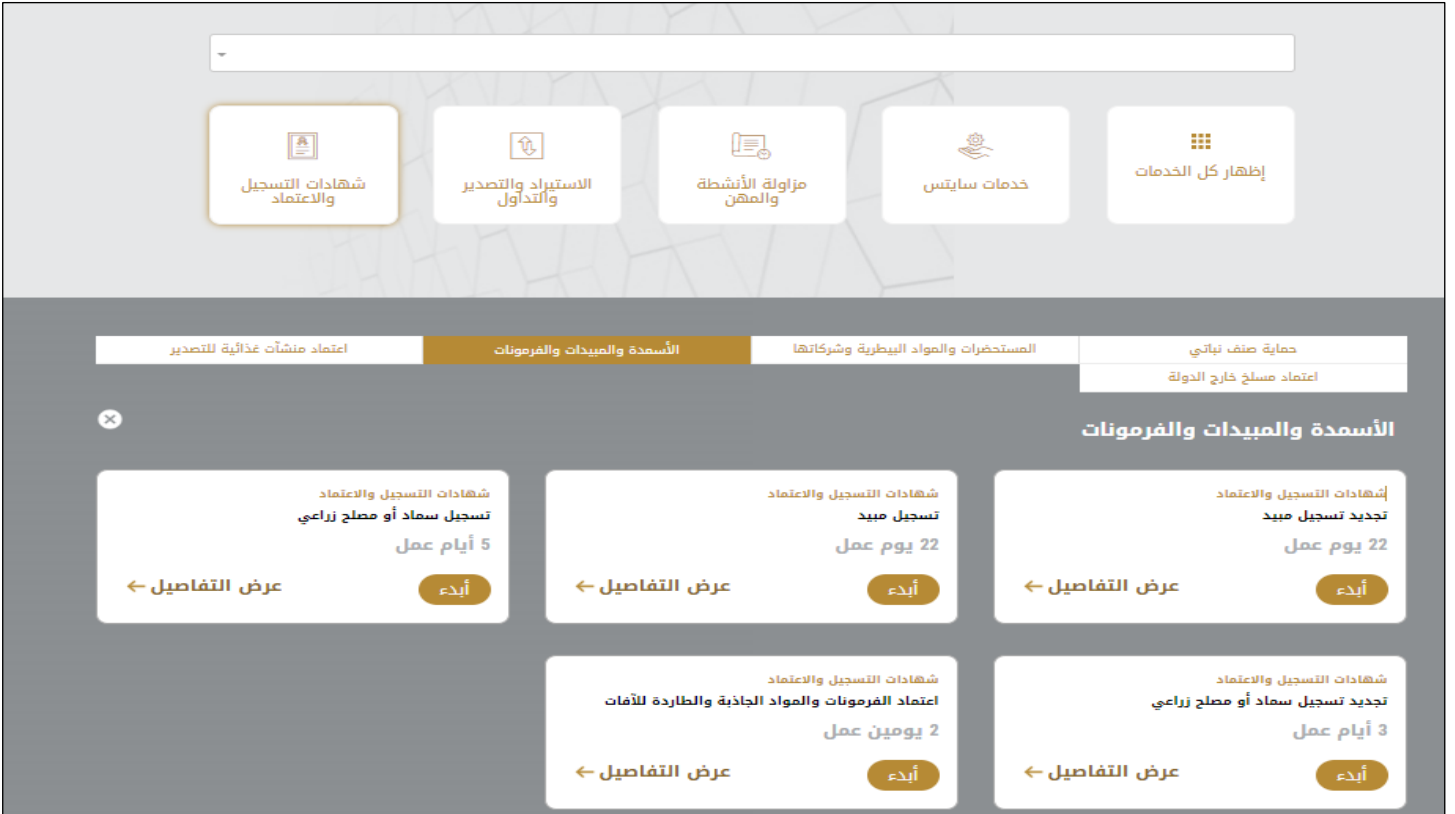 إظهار كل الخدمات
خدمات سايتس
مزاولة الأنشطة
والمهن
الاستيراد والتصدير
والتداول
شهادات التسجيل
والاعتماد
حماية صنف نباتي
المستحضرات والمواد البيطرية وشركاتها
الأسمدة والمبيدات والفرمونات
اعتماد منشآت غذائية للتصدير
اعتماد مسلخ خارج الدولة
الأسمدة والمبيدات والفرمونات
شهادات التسجيل والاعتماد
تجديد تسجيل مبيد
22 يوم عمل
أبدء
عرض التفاصيل
شهادات التسجيل والاعتماد
تسجيل مبيد
22 يوم عمل
أبدء
عرض التفاصيل
شهادات التسجيل والاعتماد
تسجيل سماد أو مصلح زراعي
5 أيام عمل
أبدء
عرض التفاصيل
شهادات التسجيل والاعتماد
تجديد تسجيل سماد أو مصلح زراعي
3 أيام عمل
أبدء
عرض التفاصيل
شهادات التسجيل والاعتماد
اعتماد الفرمونات والمواد الجاذبة والطاردة للآفات
2 يومين عمل
أبدء
عرض التفاصيل